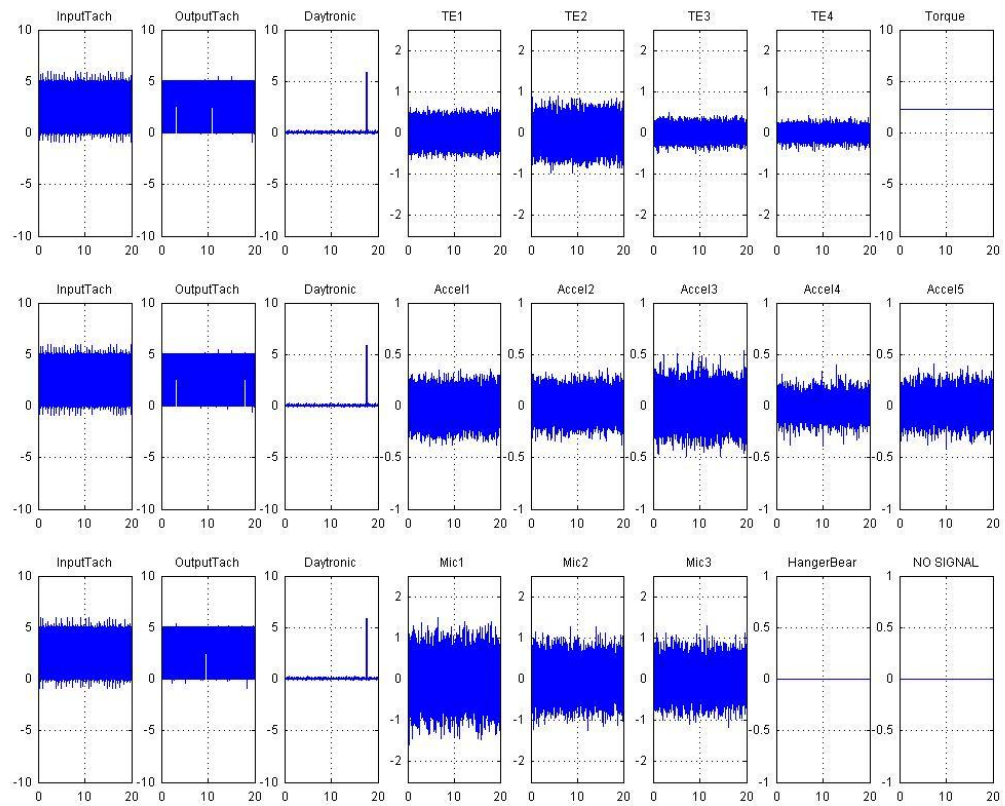 InputTach OutputTach Daytronic TE1 TE2 TE3 TE4 Torque
10 10 10 2 2 2 2 10
5 5 5 1 1 1 1 5
0 0 0 0 0 0 0 0
-5 -5 -5 -1 -1 -1 -1 -5
-10 -10 -10 -2 -2 -2 -2 -10
0 10 20 0 10 20 0 10 20 0 10 20 0 10 20 0 10 20 0 10 20 0 10 20
InputTach OutputTach Daytronic Accel1 Accel2 Accel3 Accel4 Accel5
10 10 10 1 1 1 1 1
5 5 5 0.5 0.5 0.5 0.5 0.5
0 0 0 0 0 0 0 0
-5 -5 -5 -0.5 -0.5 -0.5 -0.5 -0.5
-10 -10 -10 -1 -1 -1 -1 -1
0 10 20 0 10 20 0 10 20 0 10 20 0 10 20 0 10 20 0 10 20 0 10 20
InputTach OutputTach Daytronic Mic1 Mic2 Mic3 HangerBear NO SIGNAL
10 10 10 2 2 2 1 1
5 5 5 1 1 1 0.5 0.5
0 0 0 0 0 0 0 0
-5 -5 -5 -1 -1 -1 -0.5 -0.5
-10 -10 -10 -2 -2 -2 -1 -1
0 10 20 0 10 20 0 10 20 0 10 20 0 10 20 0 10 20 0 10 20 0 10 20